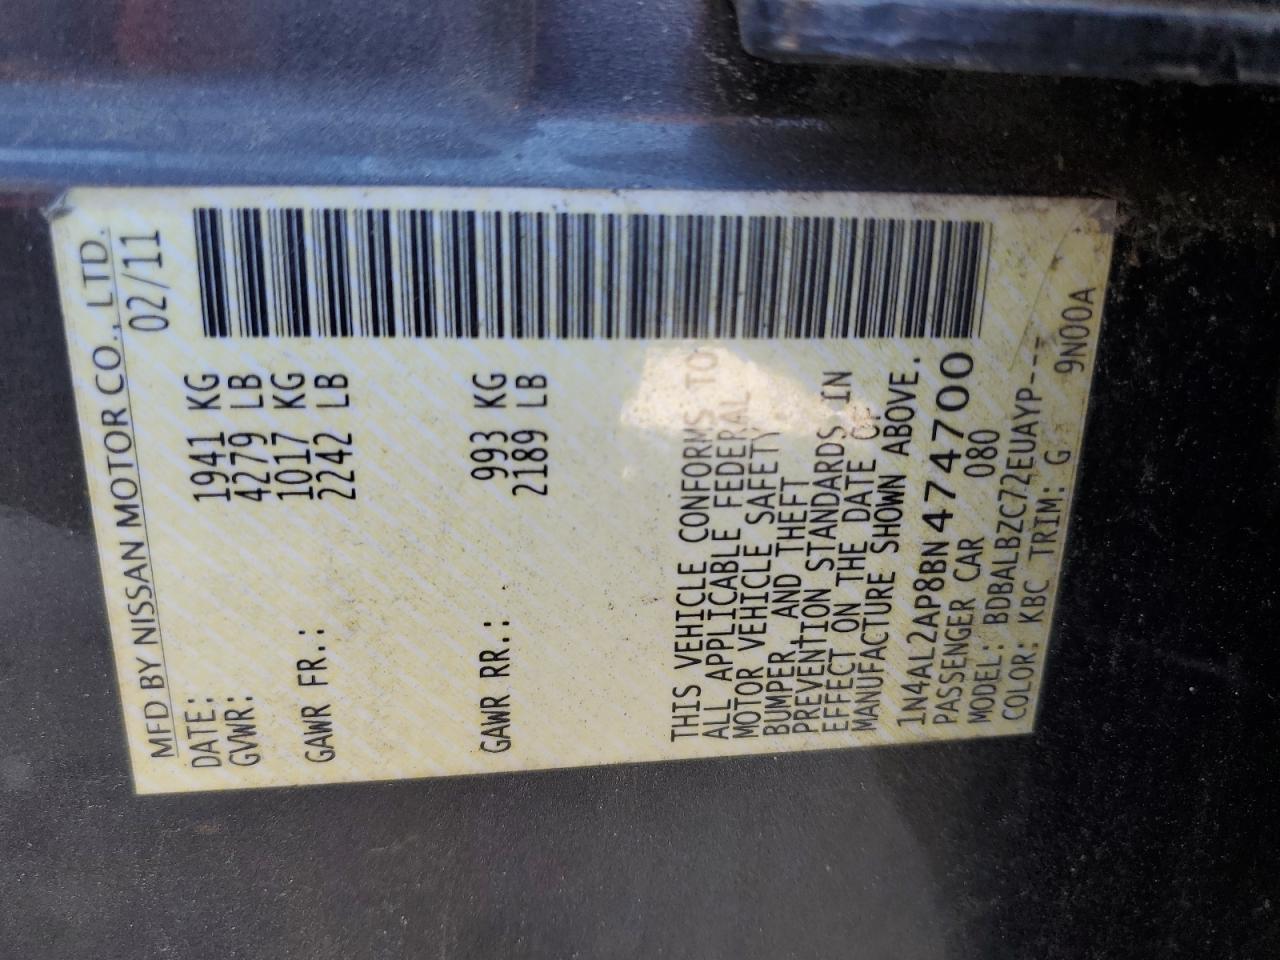 MFD BY NISSAN MOTOR CO., LTD.
DATE: 02/11
GVWR: 1941 KG
4279 LB
GAWR FR.: 1017 KG
2242 LB
GAWR RR.: 993 KG
2189 LB
THIS VEHICLE CONFORMS TO
ALL APPLICABLE FEDERAL
MOTOR VEHICLE SAFETY,
BUMPER, AND THEFT
PREVENTION STANDARDS IN
EFFECT ON THE DATE OF
MANUFACTURE SHOWN ABOVE.
1N4AL2AP8BN474700
PASSENGER CAR 080
MODEL: BDBALBZC72EUAYP----
COLOR: KBC TRIM: G 9N00A